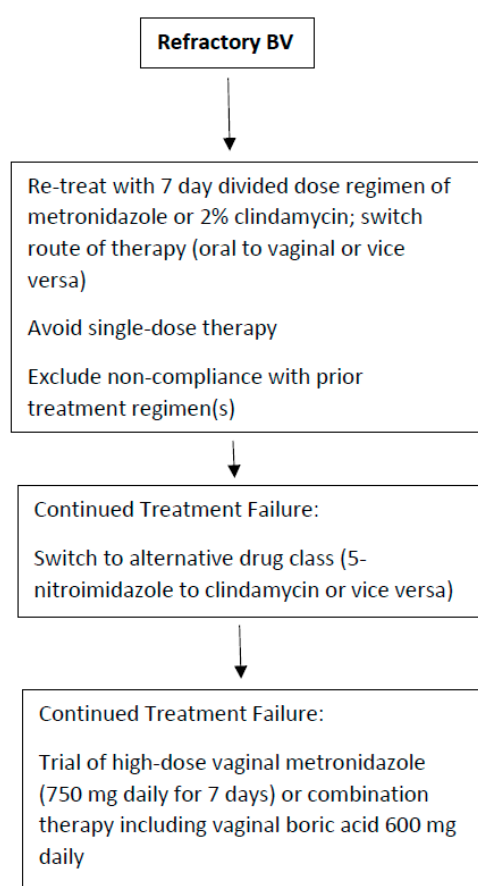 Refractory BV
Re-treat with 7 day divided dose regimen of
metronidazole or 2% clindamycin; switch
route of therapy (oral to vaginal or vice
versa)
Avoid single-dose therapy
Exclude non-compliance with prior
treatment regimen(s)
Continued Treatment Failure:
Switch to alternative drug class (5-
nitroimidazole to clindamycin or vice versa)
Continued Treatment Failure:
Trial of high-dose vaginal metronidazole
(750 mg daily for 7 days) or combination
therapy including vaginal boric acid 600 mg
daily